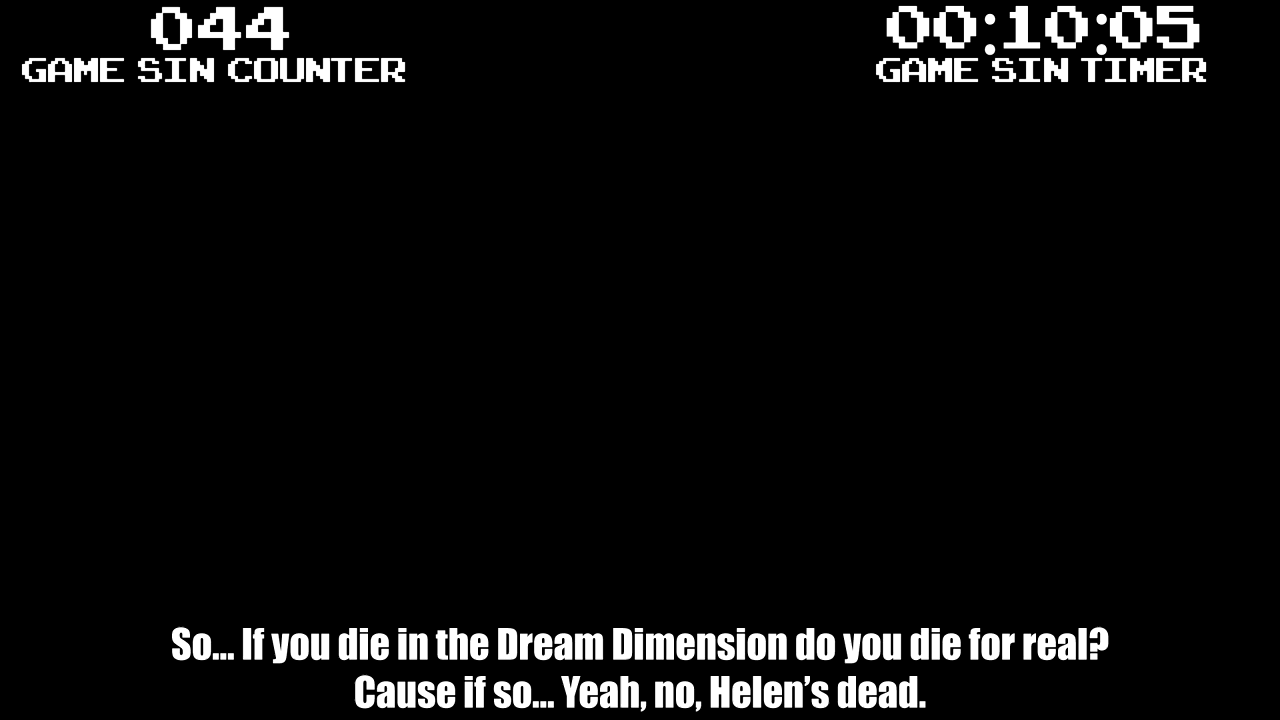 044
GAME SIN COUNTER
00:10:05
GAME SIN TIMER
So... If you die in the Dream Dimension do you die for real?
Cause if so... Yeah, no, Helen's dead.